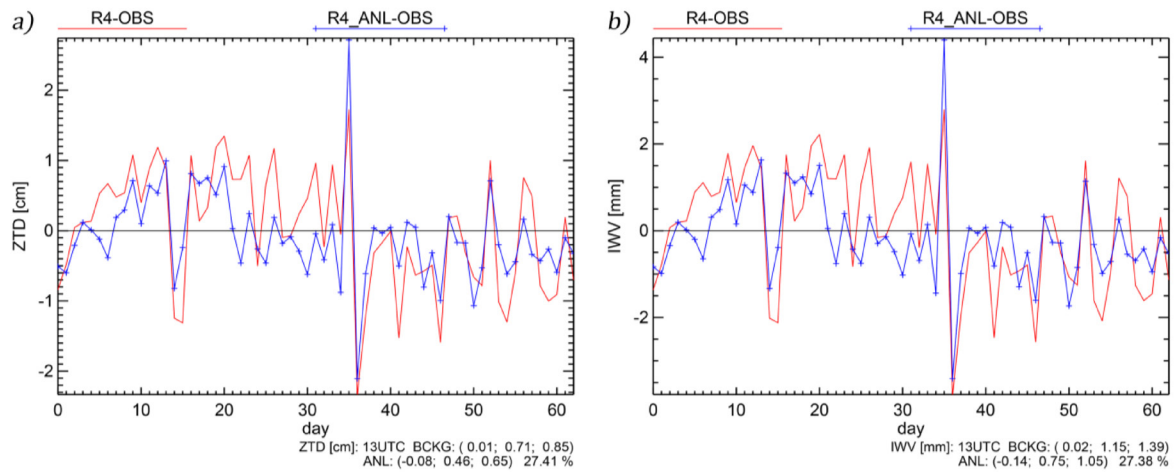 a) R4-OBS R4_ANL-OBS
2
1
0
-1
-2
ZTD [cm]
0 10 20 30 40 50 60
day
ZTD [cm]: 13UTC BCKG: ( 0.01; 0.71; 0.85)
ANL: (-0.08; 0.46; 0.65) 27.41 %
b) R4-OBS R4_ANL-OBS
4
2
0
-2
IWV [mm]
0 10 20 30 40 50 60
day
IWV [mm]: 13UTC BCKG: ( 0.02; 1.15; 1.39)
ANL: (-0.14; 0.75; 1.05) 27.38 %